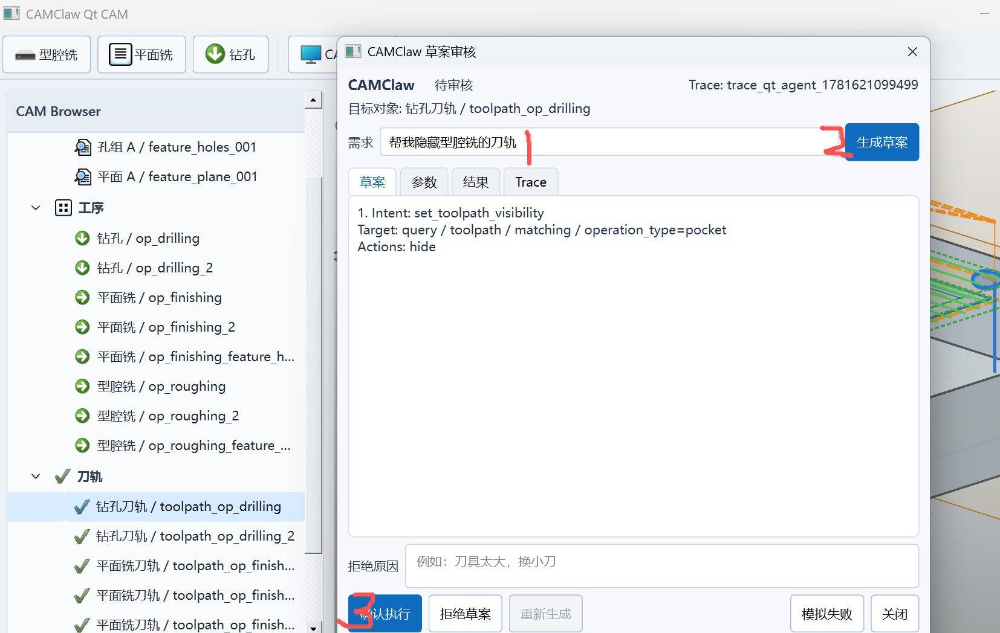 CAMClaw Qt CAM
型腔铣
平面铣
钻孔
CAM Browser
孔组 A / feature_holes_001
平面 A / feature_plane_001
工序
钻孔 / op_drilling
钻孔 / op_drilling_2
平面铣 / op_finishing
平面铣 / op_finishing_2
平面铣 / op_finishing_feature_h...
型腔铣 / op_roughing
型腔铣 / op_roughing_2
型腔铣 / op_roughing_feature_...
刀轨
钻孔刀轨 / toolpath_op_drilling
钻孔刀轨 / toolpath_op_drilling_2
平面铣刀轨 / toolpath_op_finish...
平面铣刀轨 / toolpath_op_finish...
平面铣刀轨 / toolpath_op_finish...
CAMClaw 草案审核
CAMClaw 待审核 Trace: trace_qt_agent_1781621099499
目标对象: 钻孔刀轨 / toolpath_op_drilling
需求 帮我隐藏型腔铣的刀轨 1 2 生成草案
草案 参数 结果 Trace
1. Intent: set_toolpath_visibility
Target: query / toolpath / matching / operation_type=pocket
Actions: hide
拒绝原因 例如：刀具太大，换小刀
3 确认执行 拒绝草案 重新生成 模拟失败 关闭